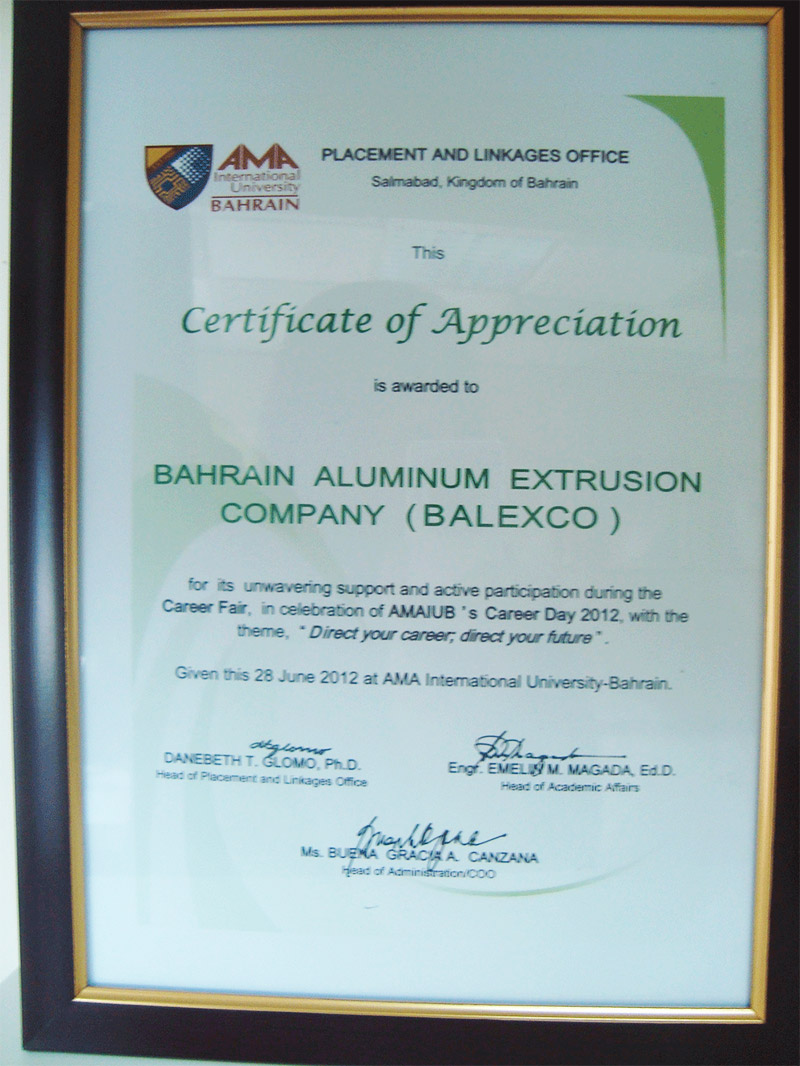 AMA
International
University
BAHRAIN
PLACEMENT AND LINKAGES OFFICE
Salmabad, Kingdom of Bahrain
This
Certificate of Appreciation
is awarded to
BAHRAIN ALUMINUM EXTRUSION
COMPANY (BALEXCO)
for its unwavering support and active participation during the
Career Fair, in celebration of AMAIUB's Career Day 2012, with the
theme, "Direct your career; direct your future".
Given this 28 June 2012 at AMA International University-Bahrain.
DANEBETH T. GLOMO, Ph.D.
Head of Placement and Linkages Office
Engr. EMELIN M. MAGADA, Ed.D.
Head of Academic Affairs
Ms. BUENA GRACIA A. CANZANA
Head of Administration/COO